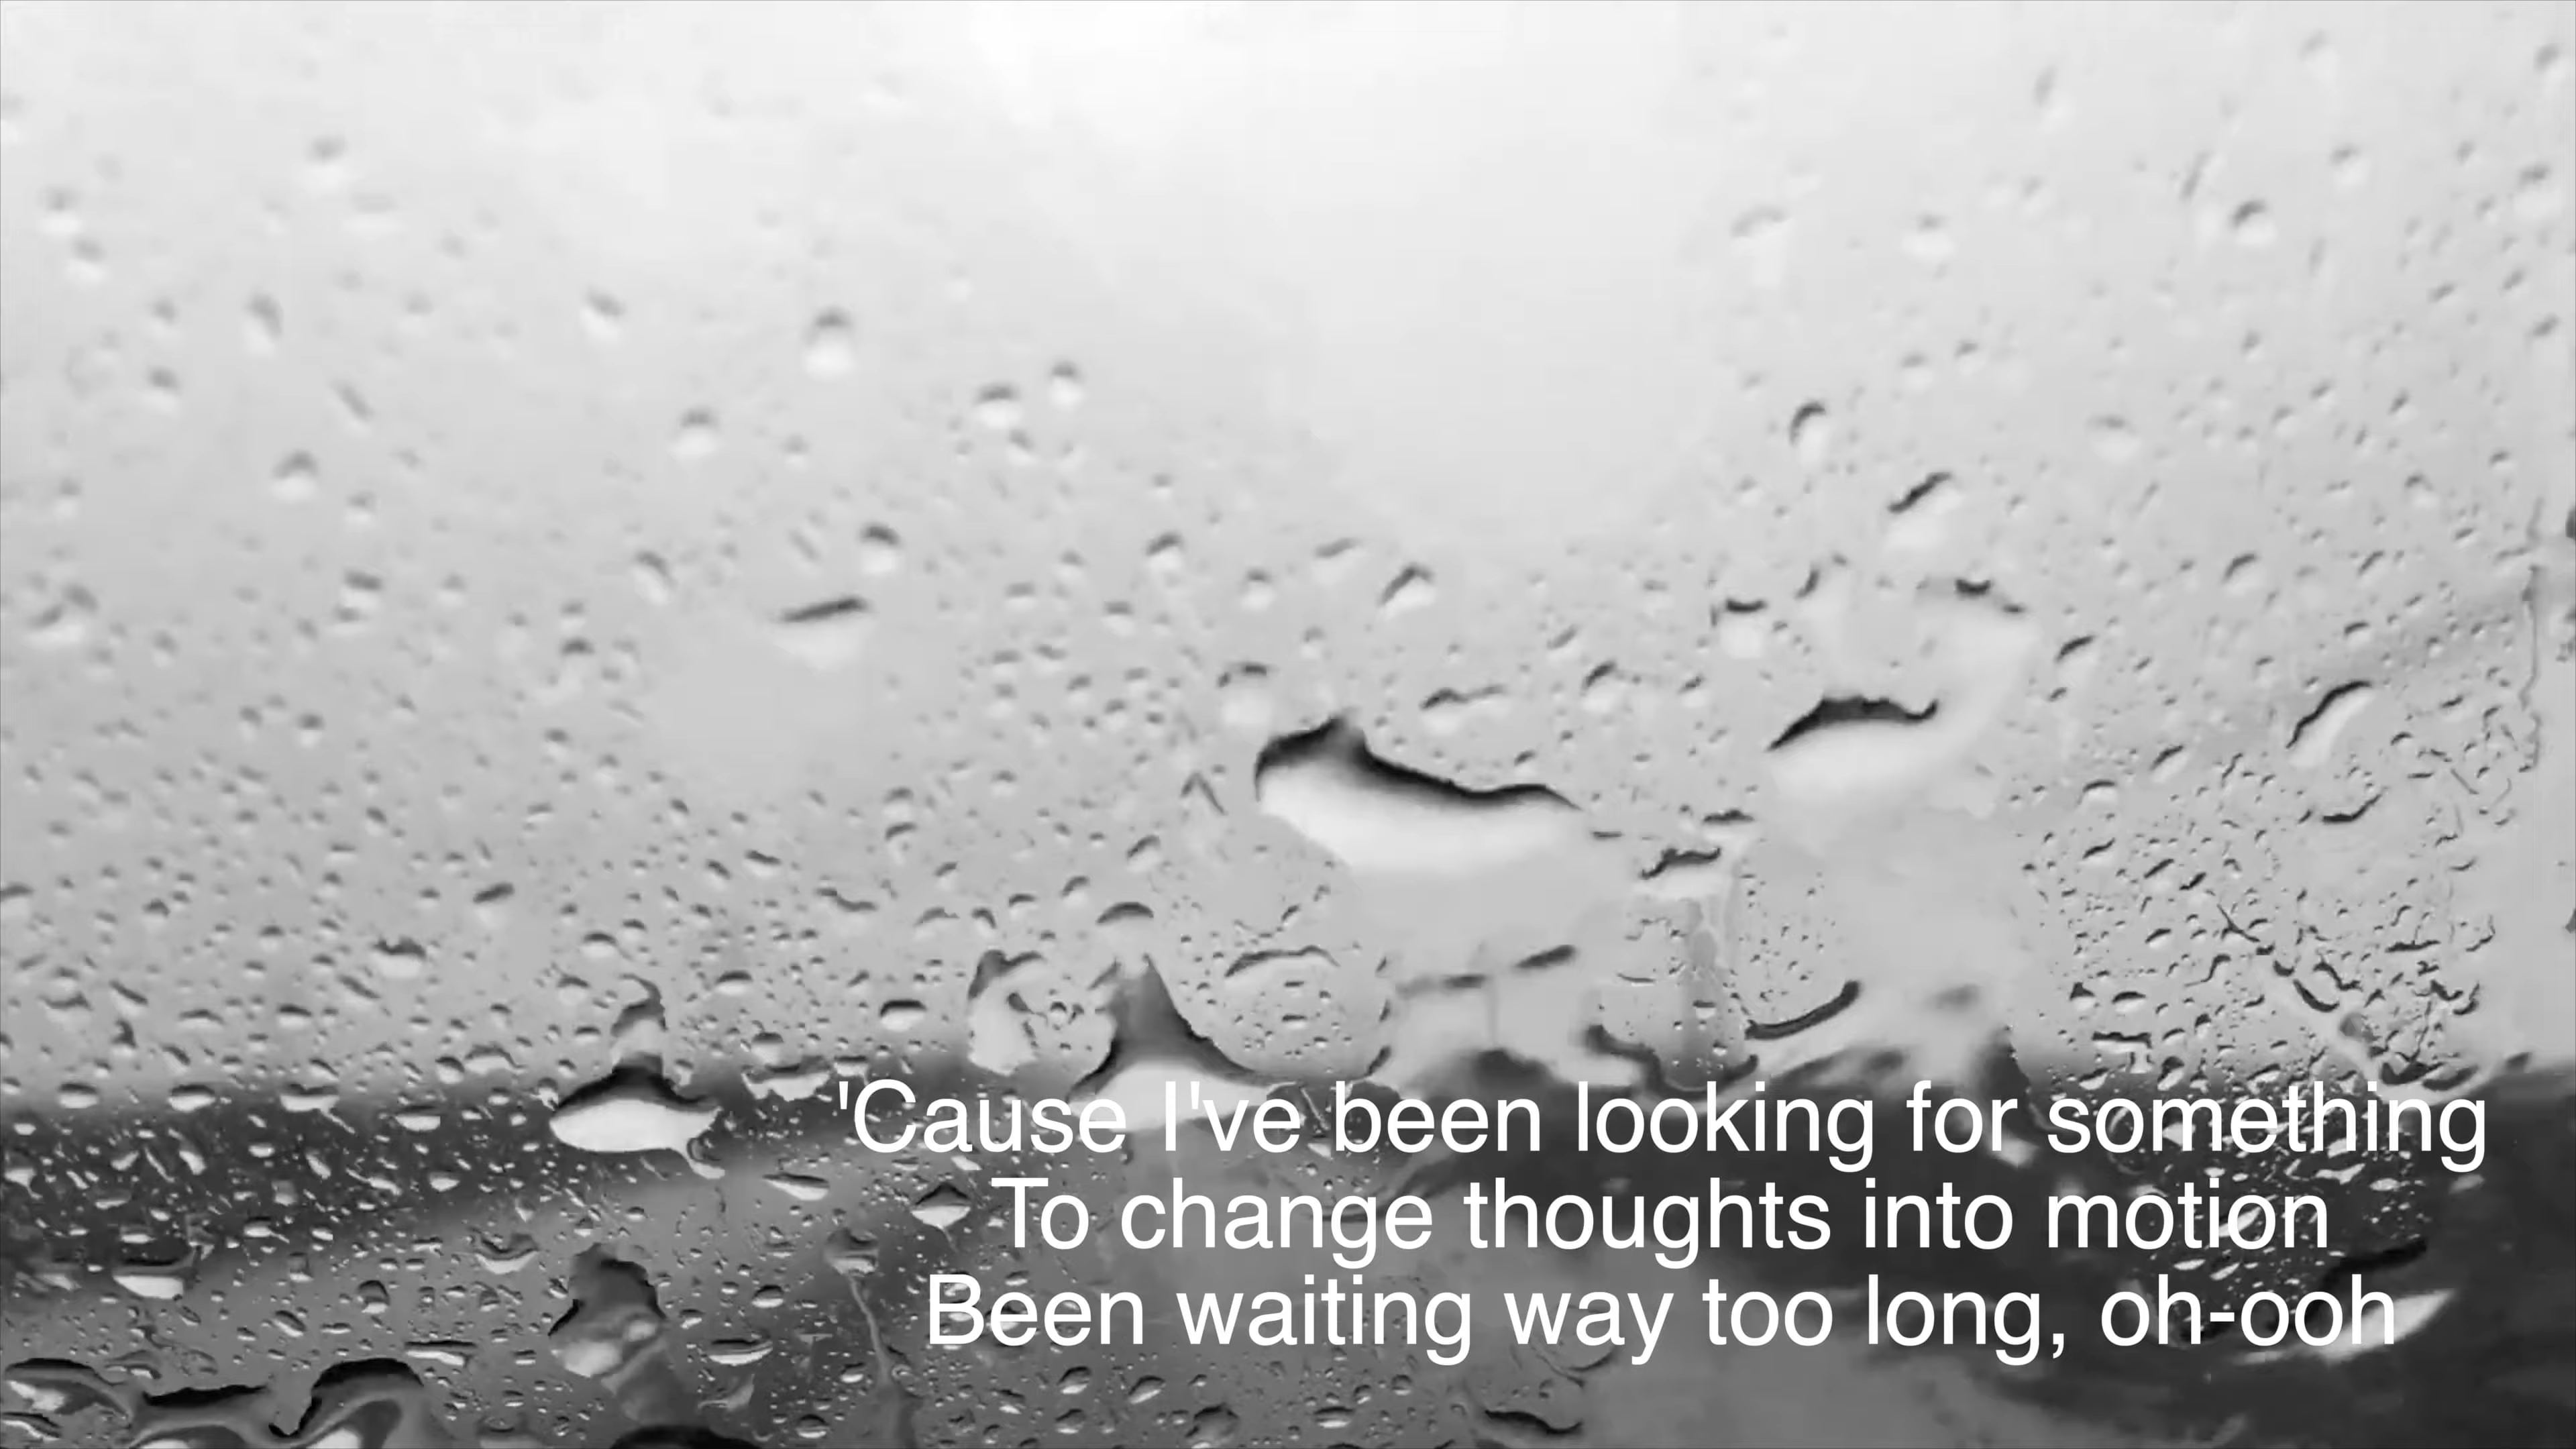 'Cause I've been looking for something
To change thoughts into motion
Been waiting way too long, oh-ooh